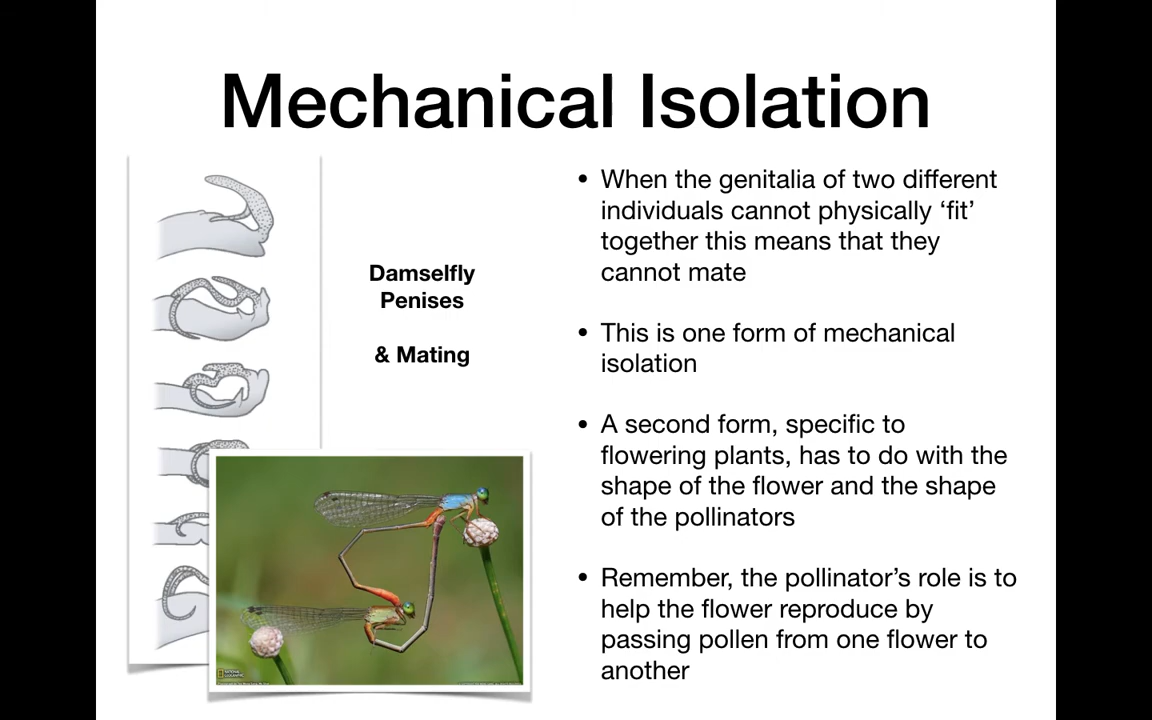 Mechanical Isolation
Damselfly
Penises
& Mating
• When the genitalia of two different
individuals cannot physically ‘fit’
together this means that they
cannot mate
• This is one form of mechanical
isolation
• A second form, specific to
flowering plants, has to do with the
shape of the flower and the shape
of the pollinators
• Remember, the pollinator’s role is to
help the flower reproduce by
passing pollen from one flower to
another
NATIONAL
GEOGRAPHIC